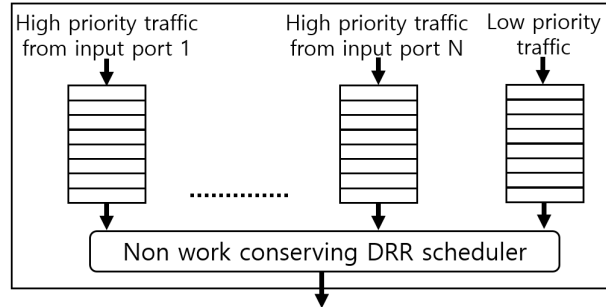 High priority traffic
from input port 1
High priority traffic
from input port N
Low priority
traffic
Non work conserving DRR scheduler